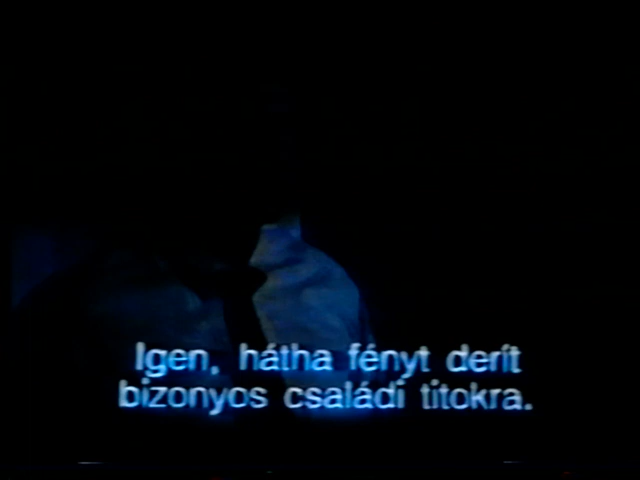 Igen, hátha fényt derít
bizonyos családi titokra.